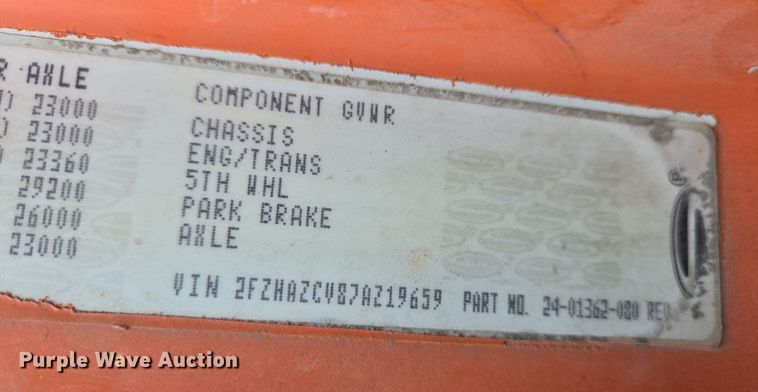 R AXLE COMPONENT GVWR
) 23000 CHASSIS
) 23000 ENG/TRANS
) 23360 5TH WHL
29200 PARK BRAKE
26000 AXLE
23000
VIN 2FZHAZCV87AZ19659 PART NO. 24-01362-080 REV
Purple Wave Auction